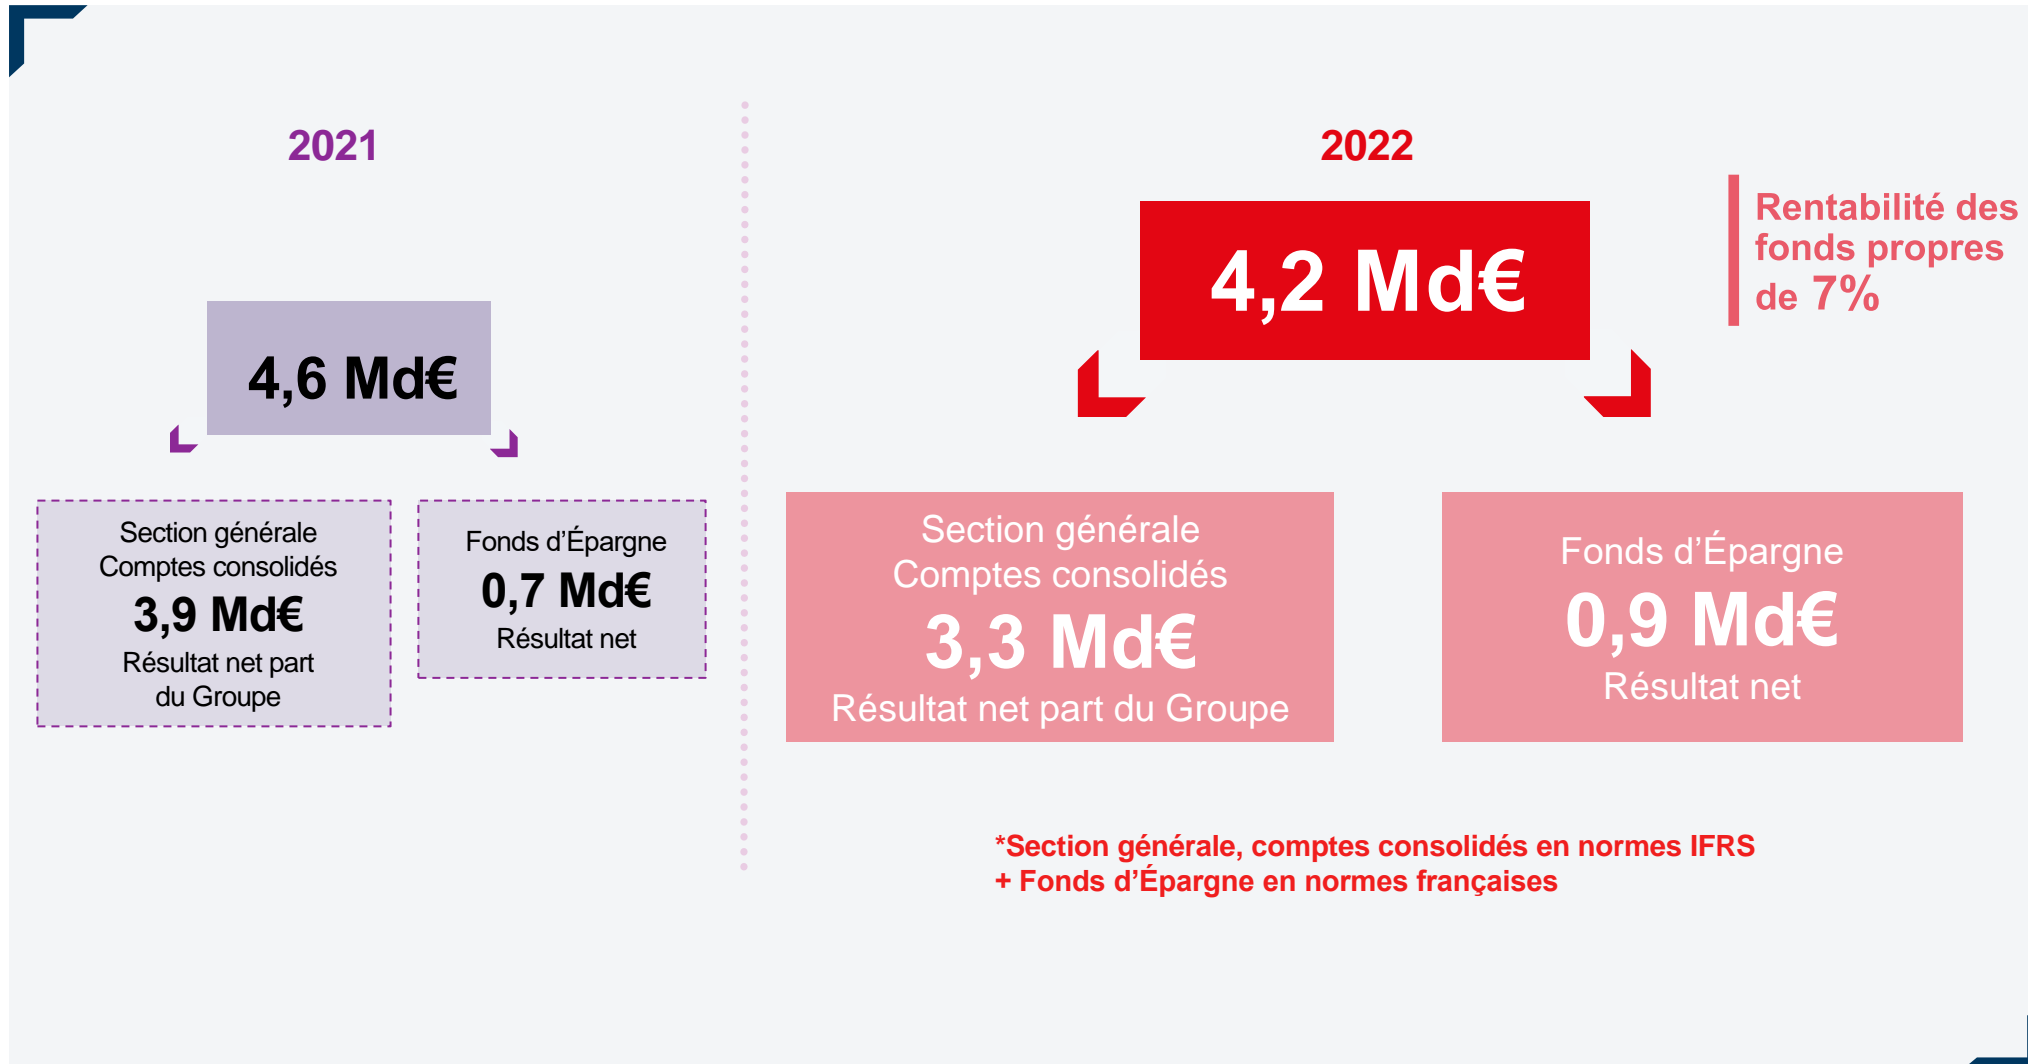 2021
4,6 Md€
Section générale
Comptes consolidés
3,9 Md€
Résultat net part
du Groupe
Fonds d’Épargne
0,7 Md€
Résultat net
2022
4,2 Md€
Rentabilité des
fonds propres
de 7%
Section générale
Comptes consolidés
3,3 Md€
Résultat net part du Groupe
Fonds d’Épargne
0,9 Md€
Résultat net
*Section générale, comptes consolidés en normes IFRS
+ Fonds d’Épargne en normes françaises